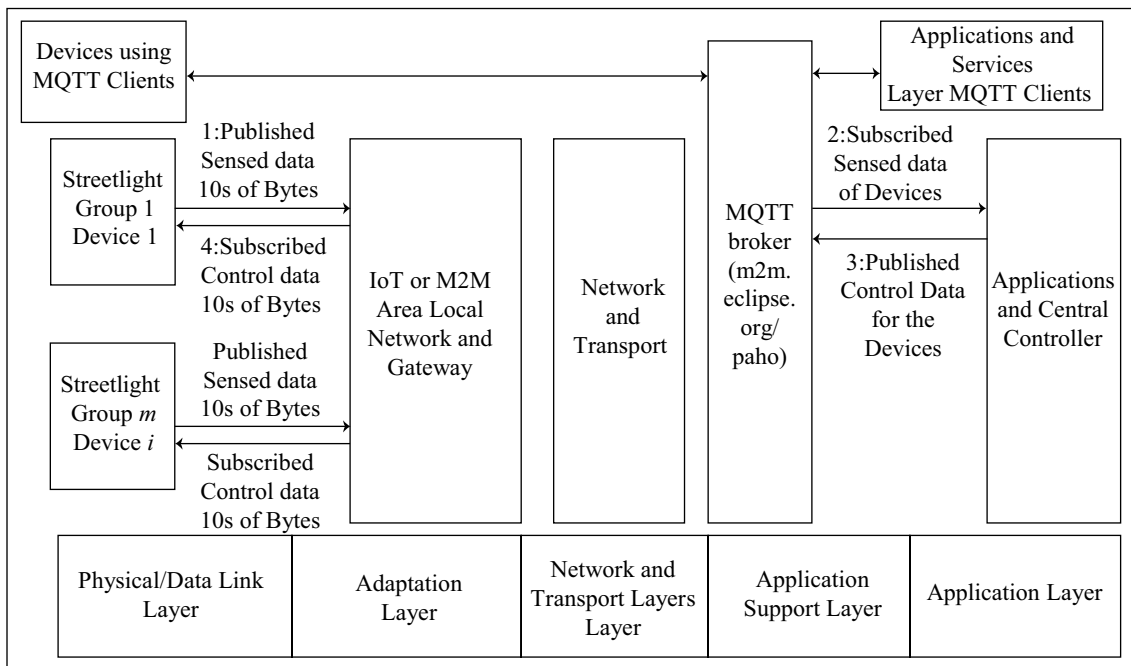 Devices using
MQTT Clients
Applications and
Services
Layer MQTT Clients
1:Published
Sensed data
10s of Bytes
Streetlight
Group 1
Device 1
4:Subscribed
Control data
10s of Bytes
Published
Sensed data
10s of Bytes
Streetlight
Group m
Device i
Subscribed
Control data
10s of Bytes
IoT or M2M
Area Local
Network and
Gateway
Network
and
Transport
MQTT
broker
(m2m.
eclipse.
org/
paho)
2:Subscribed
Sensed data
of Devices
3:Published
Control Data
for the
Devices
Applications
and Central
Controller
Physical/Data Link
Layer
Adaptation
Layer
Network and
Transport Layers
Layer
Application
Support Layer
Application Layer